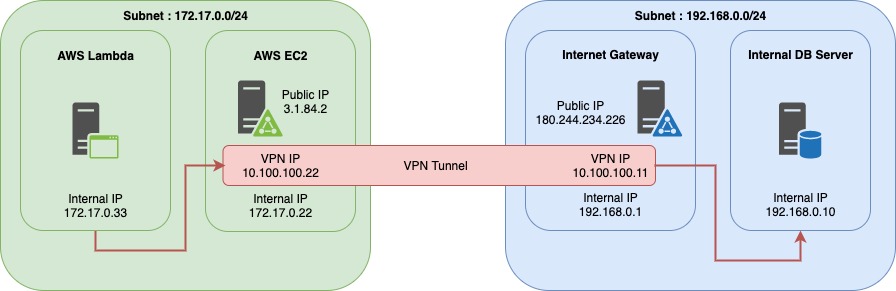 Subnet : 172.17.0.0/24
AWS Lambda
Internal IP
172.17.0.33
AWS EC2
Public IP
3.1.84.2
VPN IP
10.100.100.22
Internal IP
172.17.0.22
VPN Tunnel
Subnet : 192.168.0.0/24
Internet Gateway
Public IP
180.244.234.226
VPN IP
10.100.100.11
Internal IP
192.168.0.1
Internal DB Server
Internal IP
192.168.0.10